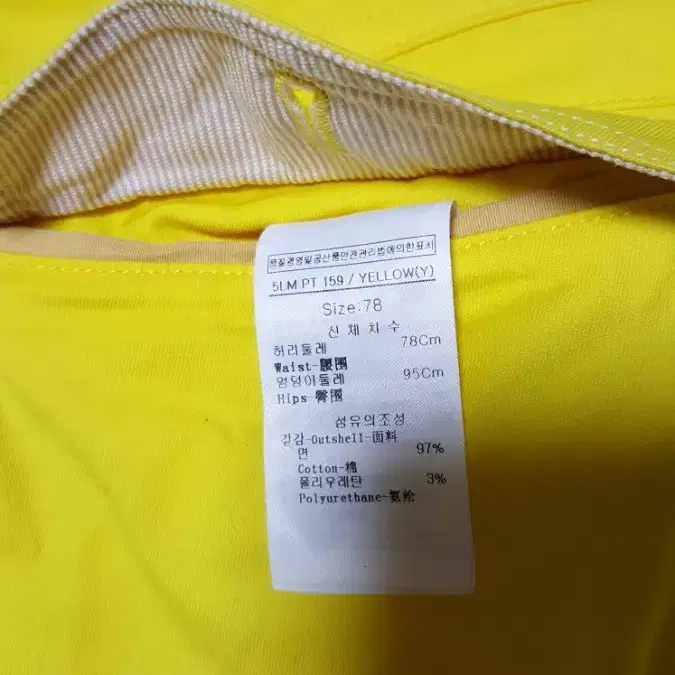 품질경영및공산품안전관리법에의한표시
5LM PT 159 / YELLOW(Y)
Size:78
신체치수
허리둘레 78Cm
Waist-腰围
엉덩이둘레 95Cm
Hips-臀围
섬유의조성
겉감-Outshell-面料
면 97%
Cotton-棉
폴리우레탄 3%
Polyurethane-氨纶